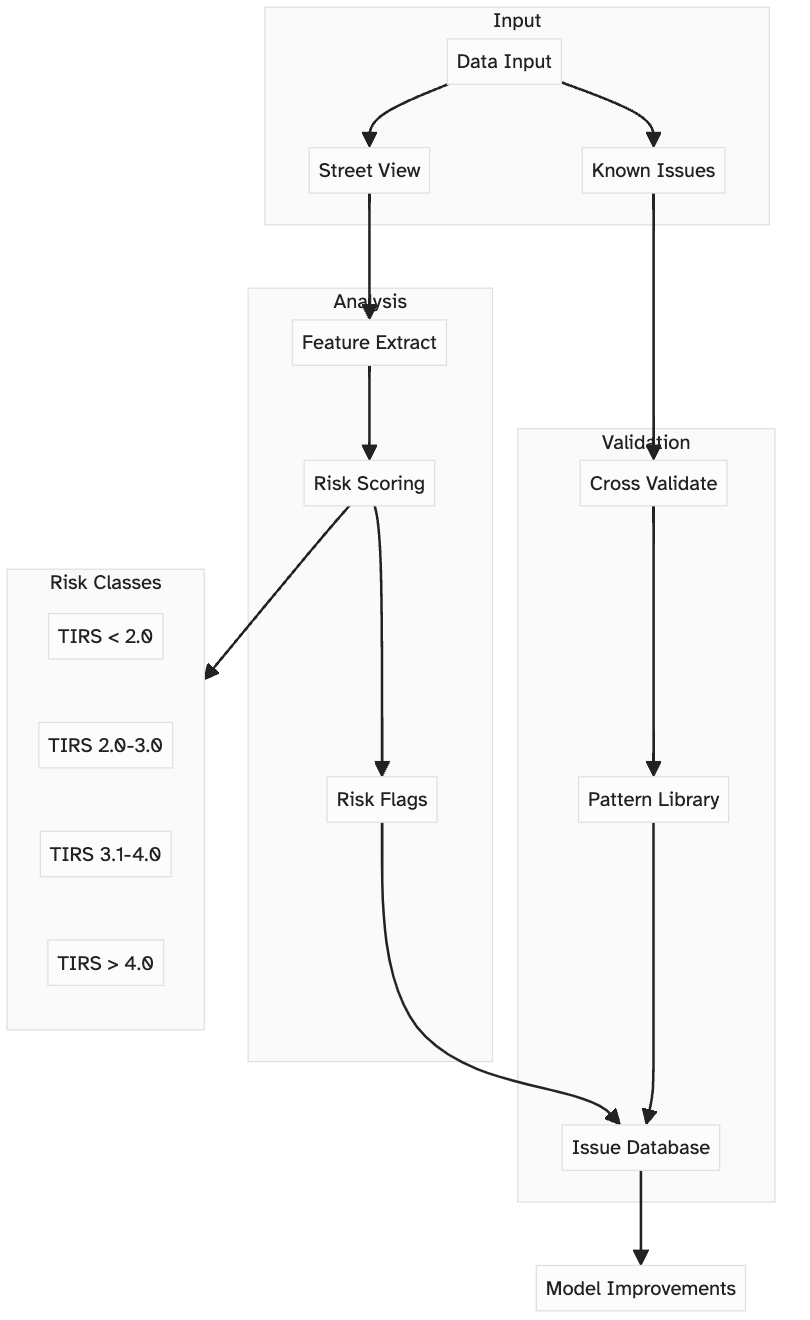 Input
Data Input
Street View
Known Issues
Analysis
Feature Extract
Validation
Risk Scoring
Cross Validate
Risk Classes
TIRS < 2.0
TIRS 2.0-3.0
Risk Flags
Pattern Library
TIRS 3.1-4.0
TIRS > 4.0
Issue Database
Model Improvements